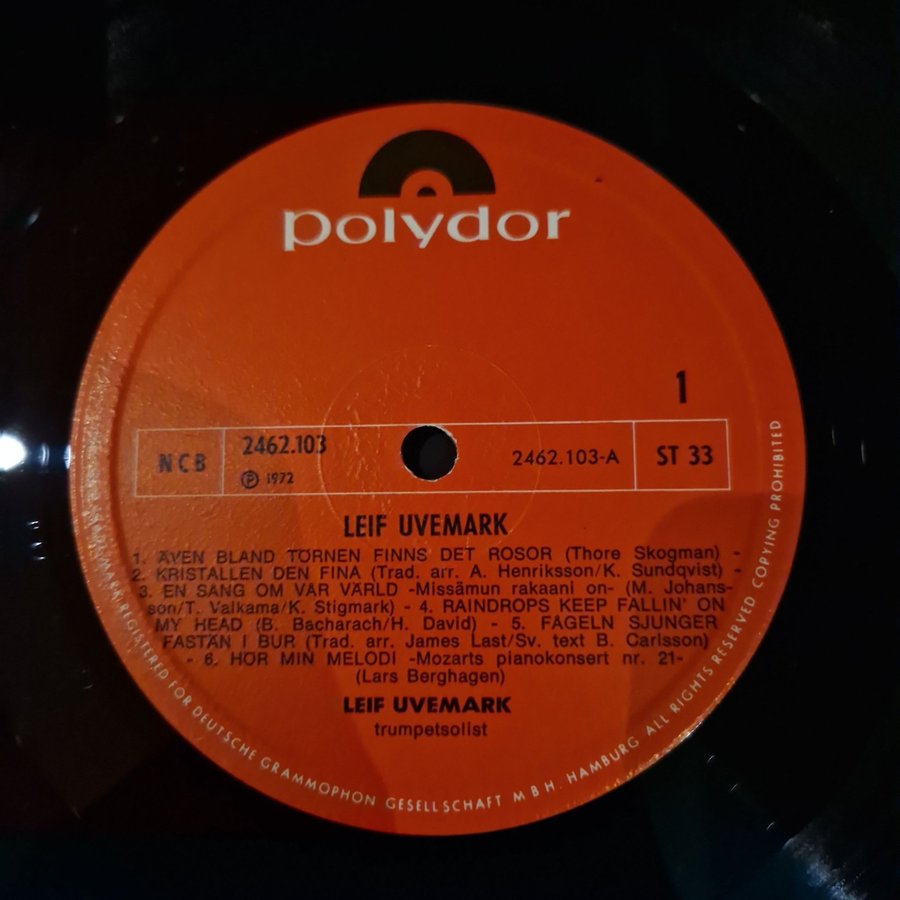 polydor
1
NCB
2462.103
℗ 1972
2462.103-A
ST 33
LEIF UVEMARK
1. ÄVEN BLAND TÖRNEN FINNS DET ROSOR (Thore Skogman) -
2. KRISTALLEN DEN FINA (Trad. arr. A. Henriksson/K. Sundqvist) -
- 3. EN SÅNG OM VÅR VÄRLD -Missämun rakaani on- (M. Johans-
son/T. Valkama/K. Stigmark) - 4. RAINDROPS KEEP FALLIN' ON
MY HEAD (B. Bacharach/H. David) - 5. FÅGELN SJUNGER
FASTÄN I BUR (Trad. arr. James Last/Sv. text B. Carlsson)
- 6. HÖR MIN MELODI -Mozarts pianokonsert nr. 21-
(Lars Berghagen)
LEIF UVEMARK
trumpetsolist
REGISTERED FOR DEUTSCHE GRAMMOPHON GESELLSCHAFT MBH. HAMBURG ALL RIGHTS RESERVED COPYING PROHIBITED